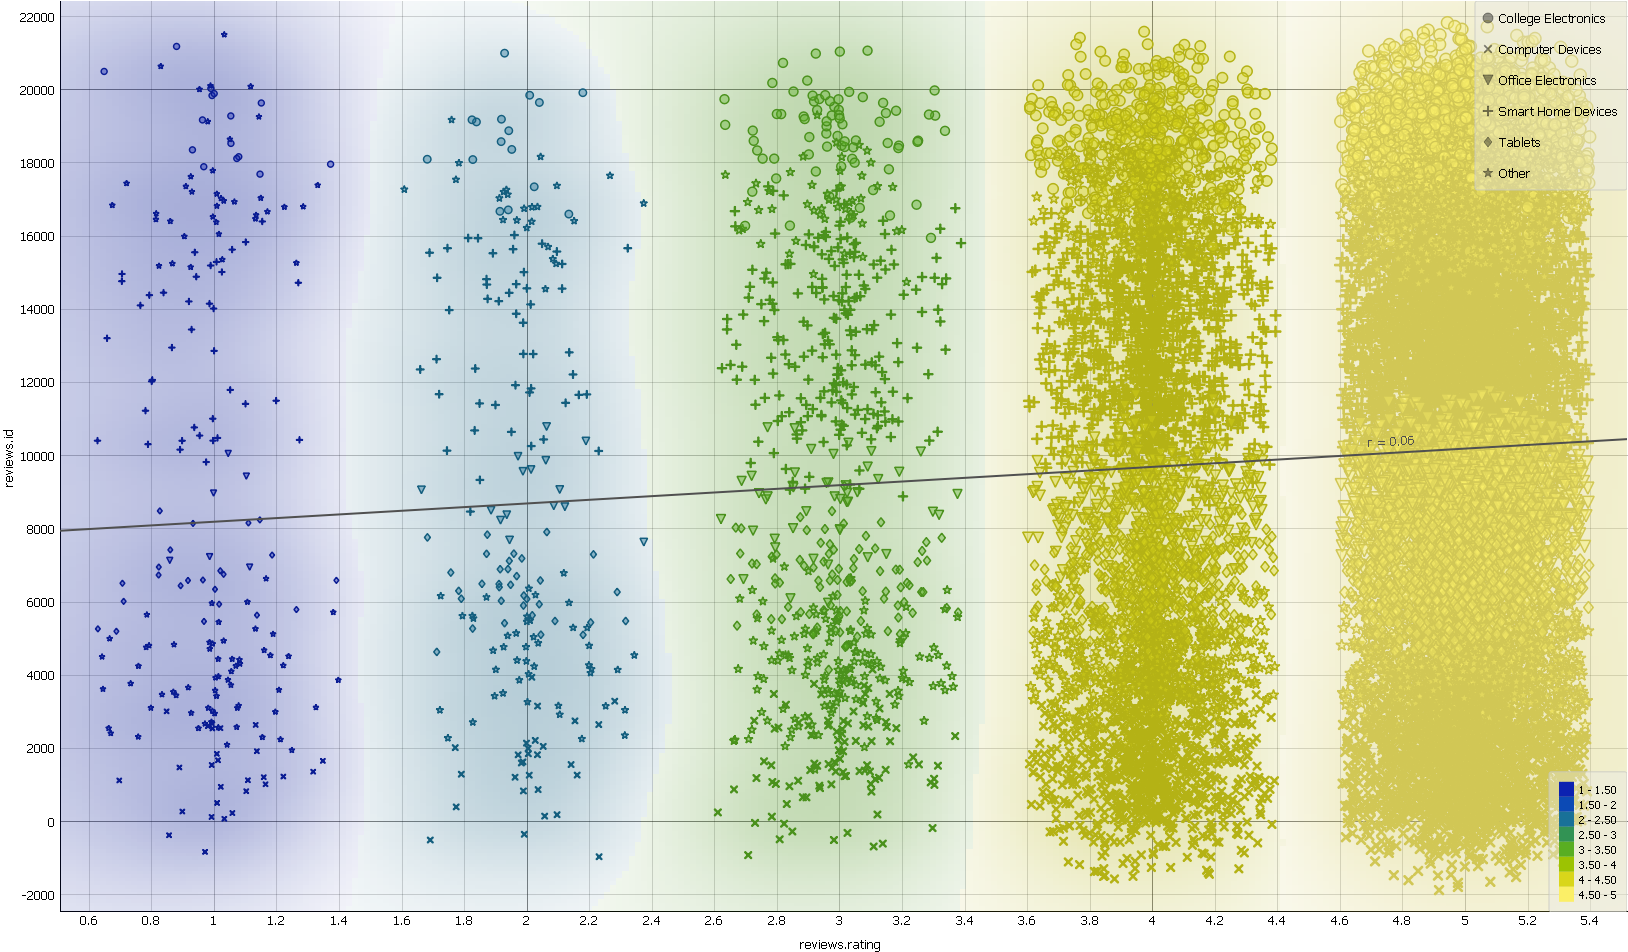 22000
20000
18000
16000
14000
12000
10000
8000
6000
4000
2000
0
-2000
reviews.id
College Electronics
Computer Devices
Office Electronics
Smart Home Devices
Tablets
Other
r = 0.06
1 - 1.50
1.50 - 2
2 - 2.50
2.50 - 3
3 - 3.50
3.50 - 4
4 - 4.50
4.50 - 5
0.6 0.8 1 1.2 1.4 1.6 1.8 2 2.2 2.4 2.6 2.8 3 3.2 3.4 3.6 3.8 4 4.2 4.4 4.6 4.8 5 5.2 5.4
reviews.rating